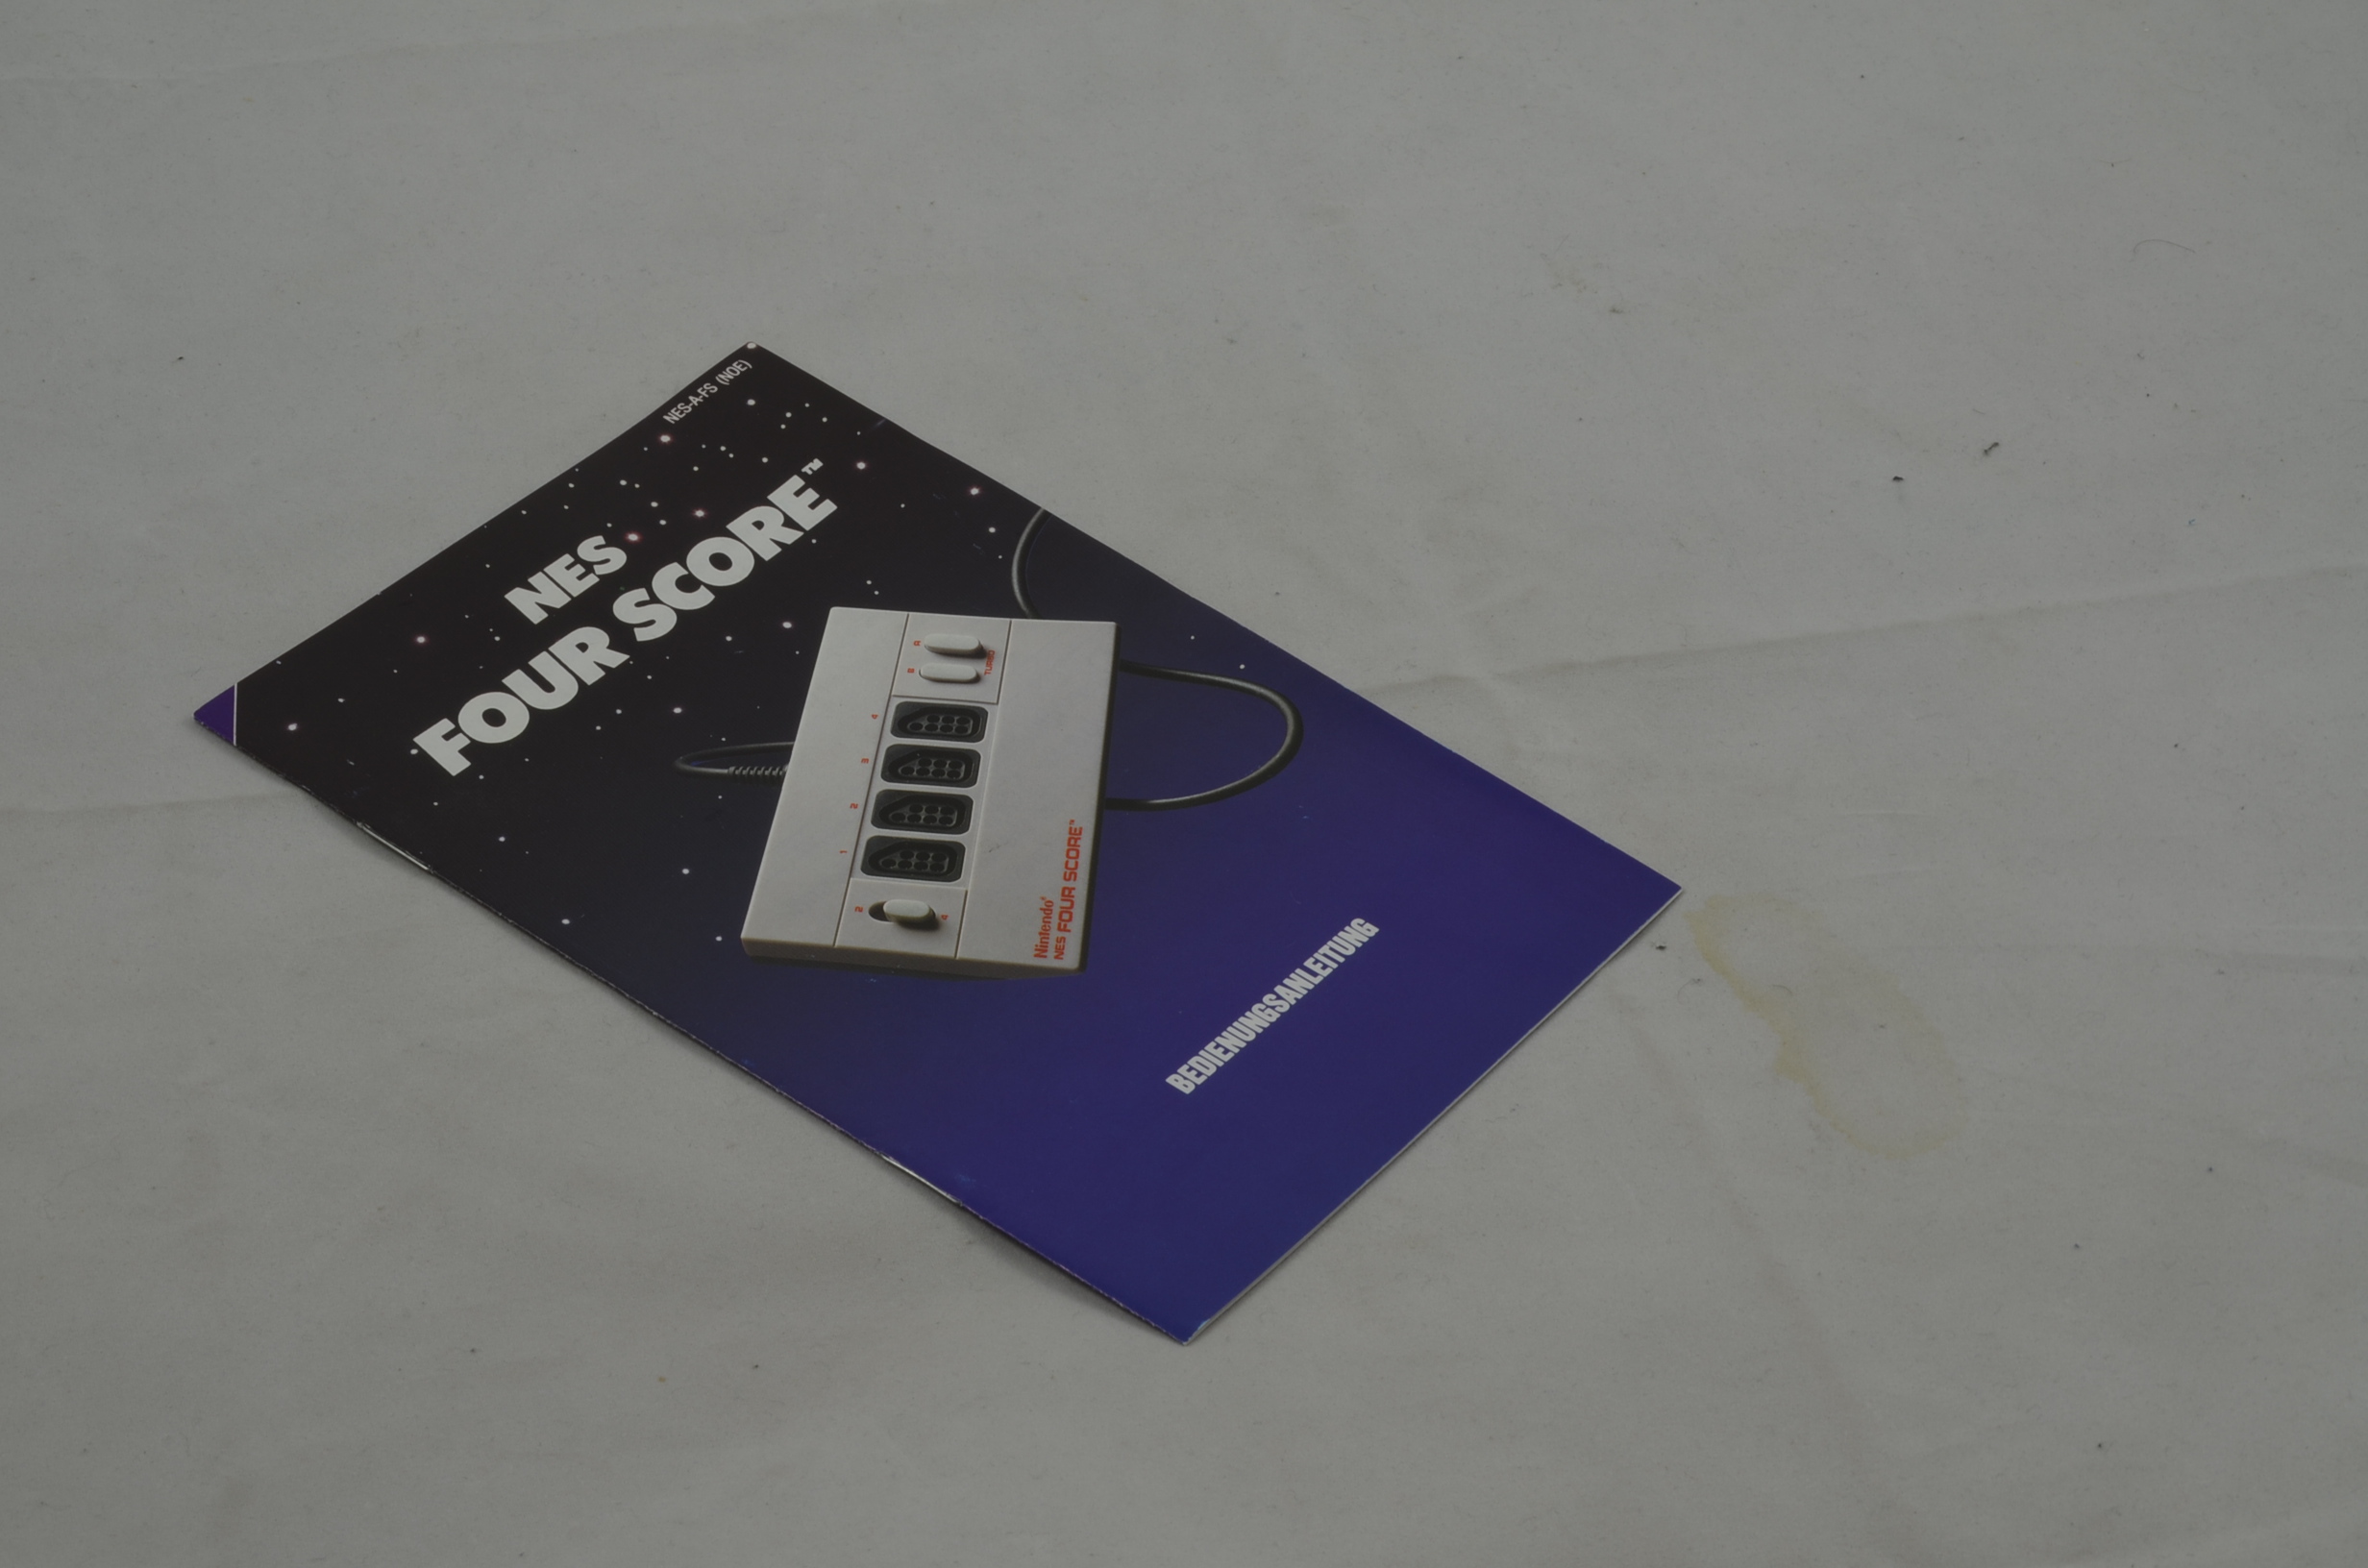 NES-A-FS (NOE)
NES
FOUR SCORE™
A
B
TURBO
4
3
2
1
2
4
Nintendo®
NES FOUR SCORE™
BEDIENUNGSANLEITUNG